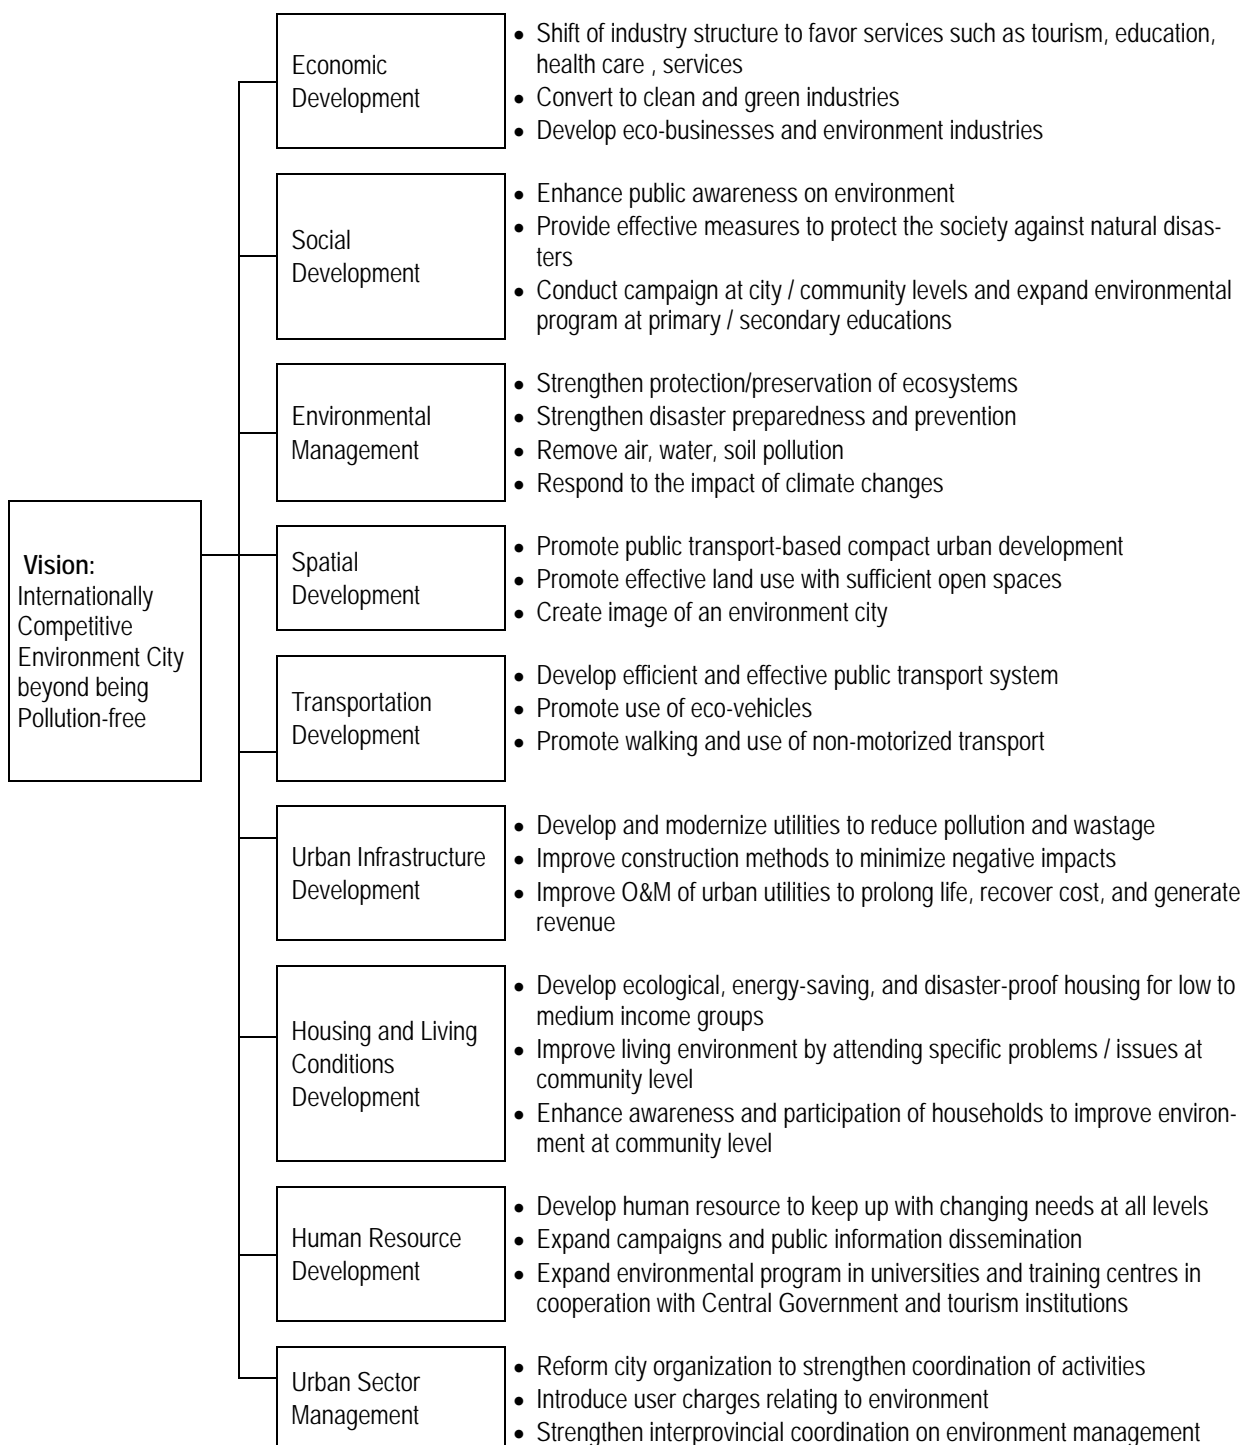 Economic
Development
• Shift of industry structure to favor services such as tourism, education,
health care , services
• Convert to clean and green industries
• Develop eco-businesses and environment industries
Social
Development
• Enhance public awareness on environment
• Provide effective measures to protect the society against natural disas-
ters
• Conduct campaign at city / community levels and expand environmental
program at primary / secondary educations
Environmental
Management
• Strengthen protection/preservation of ecosystems
• Strengthen disaster preparedness and prevention
• Remove air, water, soil pollution
• Respond to the impact of climate changes
Vision:
Internationally
Competitive
Environment City
beyond being
Pollution-free
Spatial
Development
• Promote public transport-based compact urban development
• Promote effective land use with sufficient open spaces
• Create image of an environment city
Transportation
Development
• Develop efficient and effective public transport system
• Promote use of eco-vehicles
• Promote walking and use of non-motorized transport
Urban Infrastructure
Development
• Develop and modernize utilities to reduce pollution and wastage
• Improve construction methods to minimize negative impacts
• Improve O&M of urban utilities to prolong life, recover cost, and generate
revenue
Housing and Living
Conditions
Development
• Develop ecological, energy-saving, and disaster-proof housing for low to
medium income groups
• Improve living environment by attending specific problems / issues at
community level
• Enhance awareness and participation of households to improve environ-
ment at community level
Human Resource
Development
• Develop human resource to keep up with changing needs at all levels
• Expand campaigns and public information dissemination
• Expand environmental program in universities and training centres in
cooperation with Central Government and tourism institutions
Urban Sector
Management
• Reform city organization to strengthen coordination of activities
• Introduce user charges relating to environment
• Strengthen interprovincial coordination on environment management